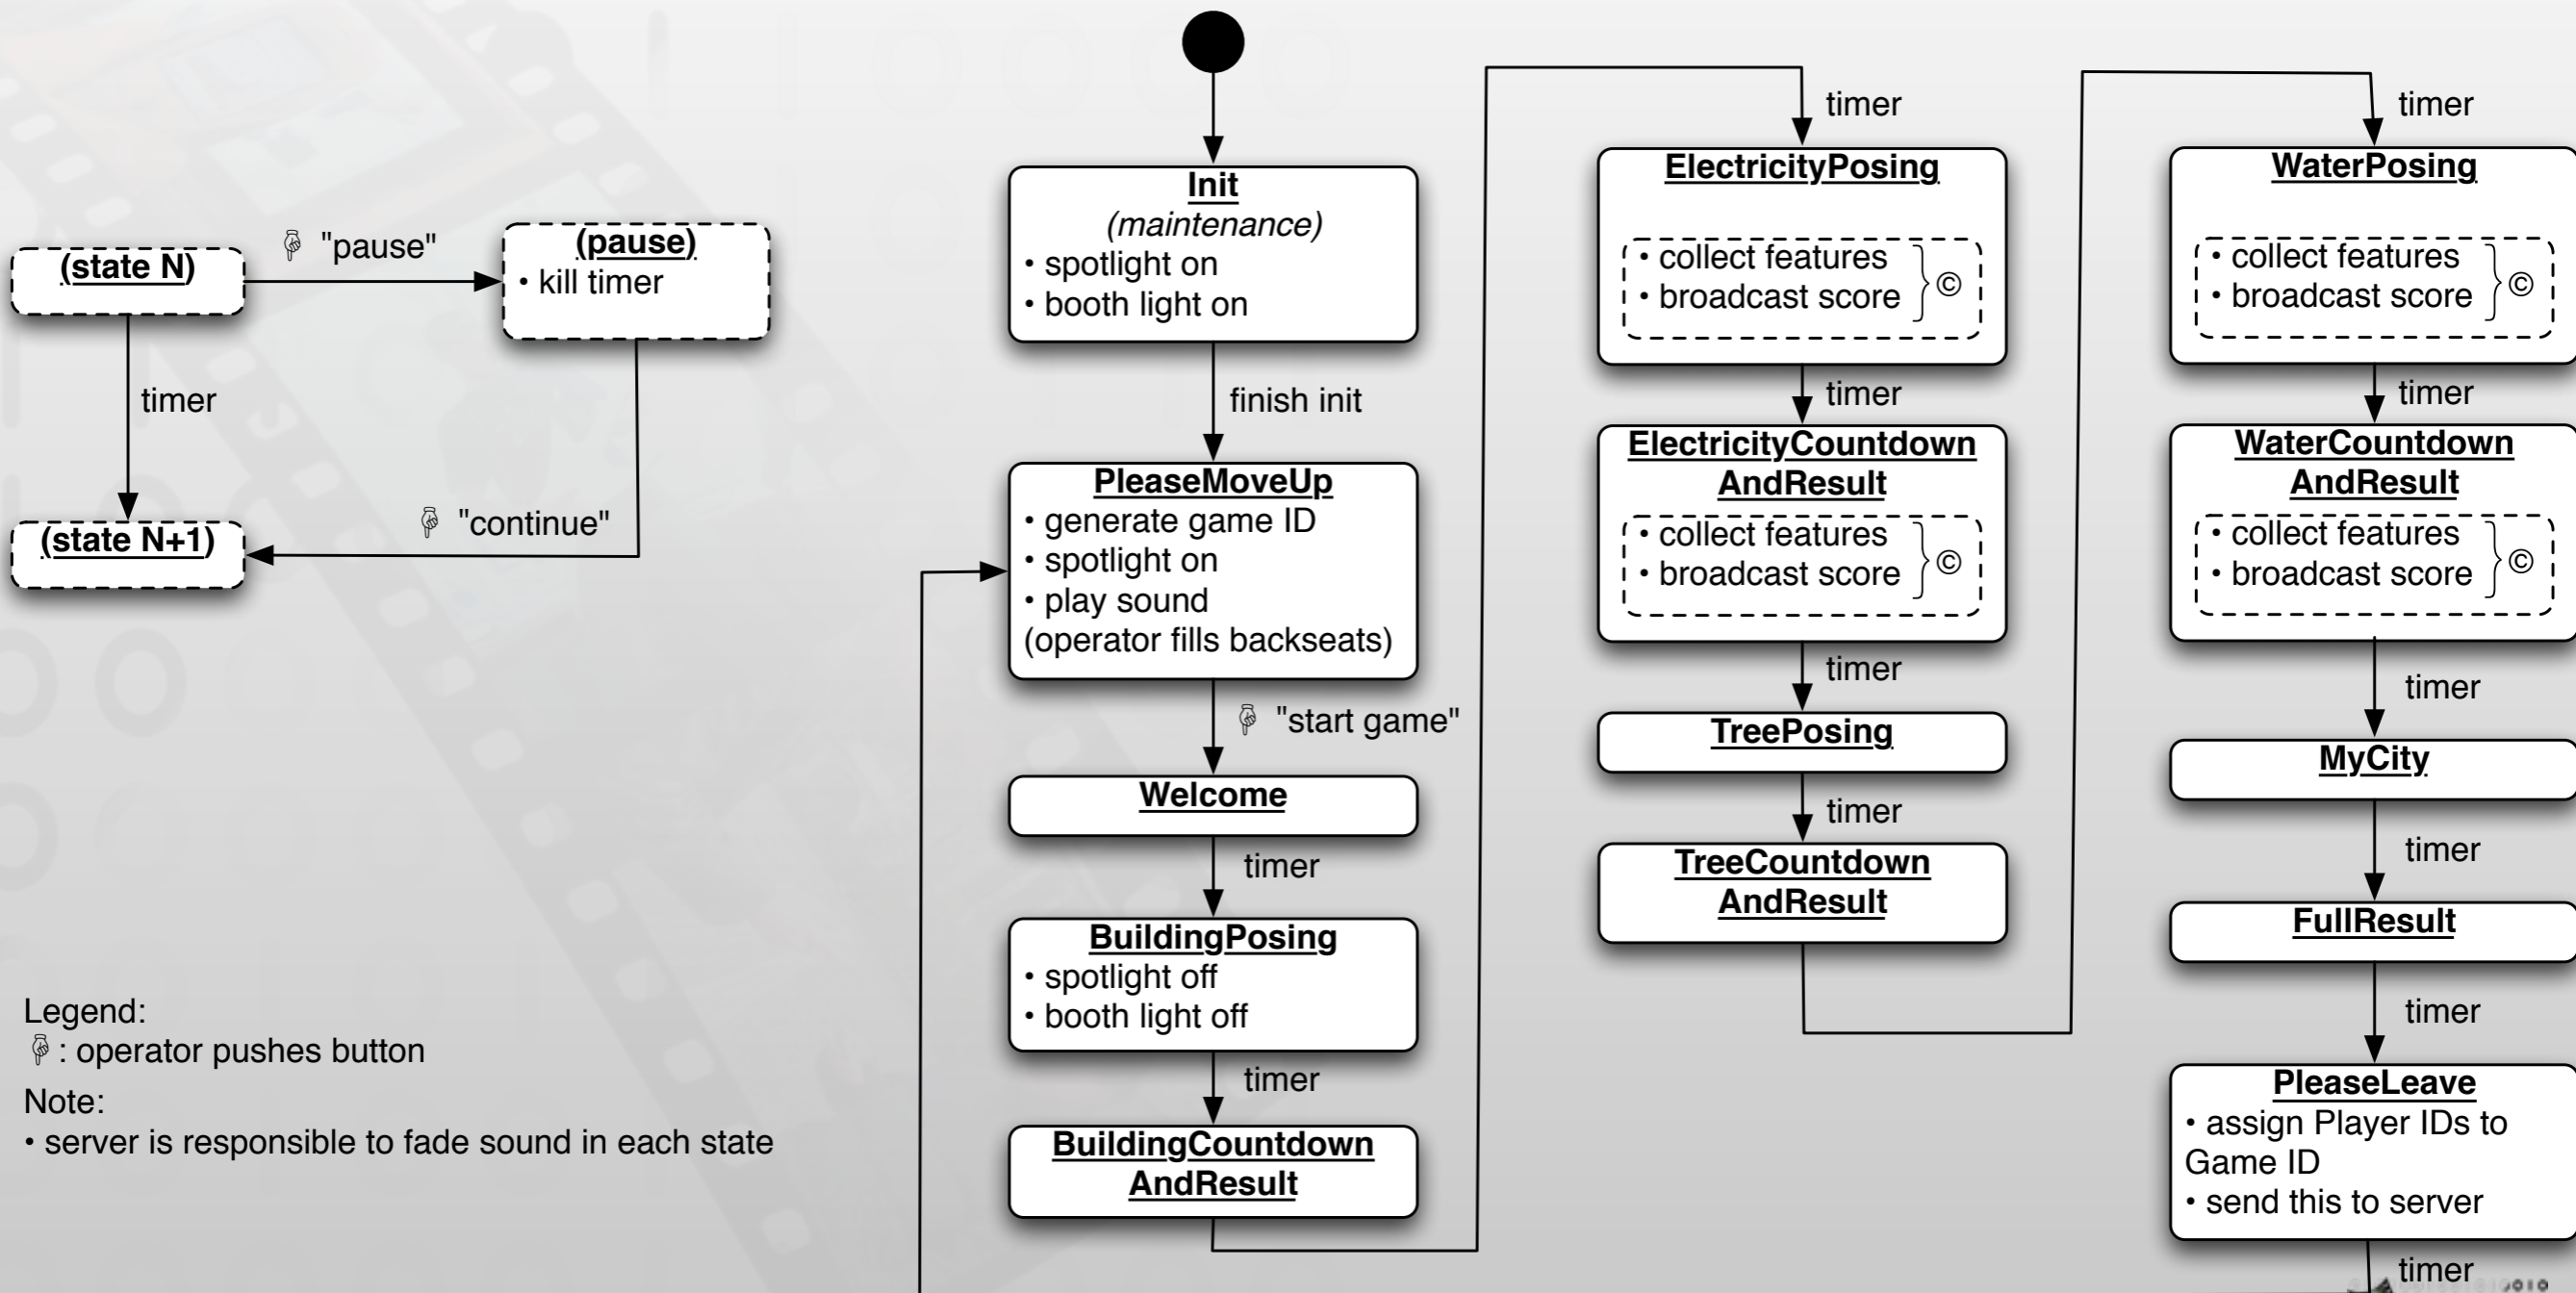 (state N)
☟ "pause"
(pause)
• kill timer
timer
☟ "continue"
(state N+1)
Legend:
☟ : operator pushes button
Note:
• server is responsible to fade sound in each state
Init
(maintenance)
• spotlight on
• booth light on
finish init
PleaseMoveUp
• generate game ID
• spotlight on
• play sound
(operator fills backseats)
☟ "start game"
Welcome
timer
BuildingPosing
• spotlight off
• booth light off
timer
BuildingCountdown
AndResult
timer
ElectricityPosing
• collect features
• broadcast score
©
timer
ElectricityCountdown
AndResult
• collect features
• broadcast score
©
timer
TreePosing
timer
TreeCountdown
AndResult
timer
WaterPosing
• collect features
• broadcast score
©
timer
WaterCountdown
AndResult
• collect features
• broadcast score
©
timer
MyCity
timer
FullResult
timer
PleaseLeave
• assign Player IDs to
Game ID
• send this to server
timer